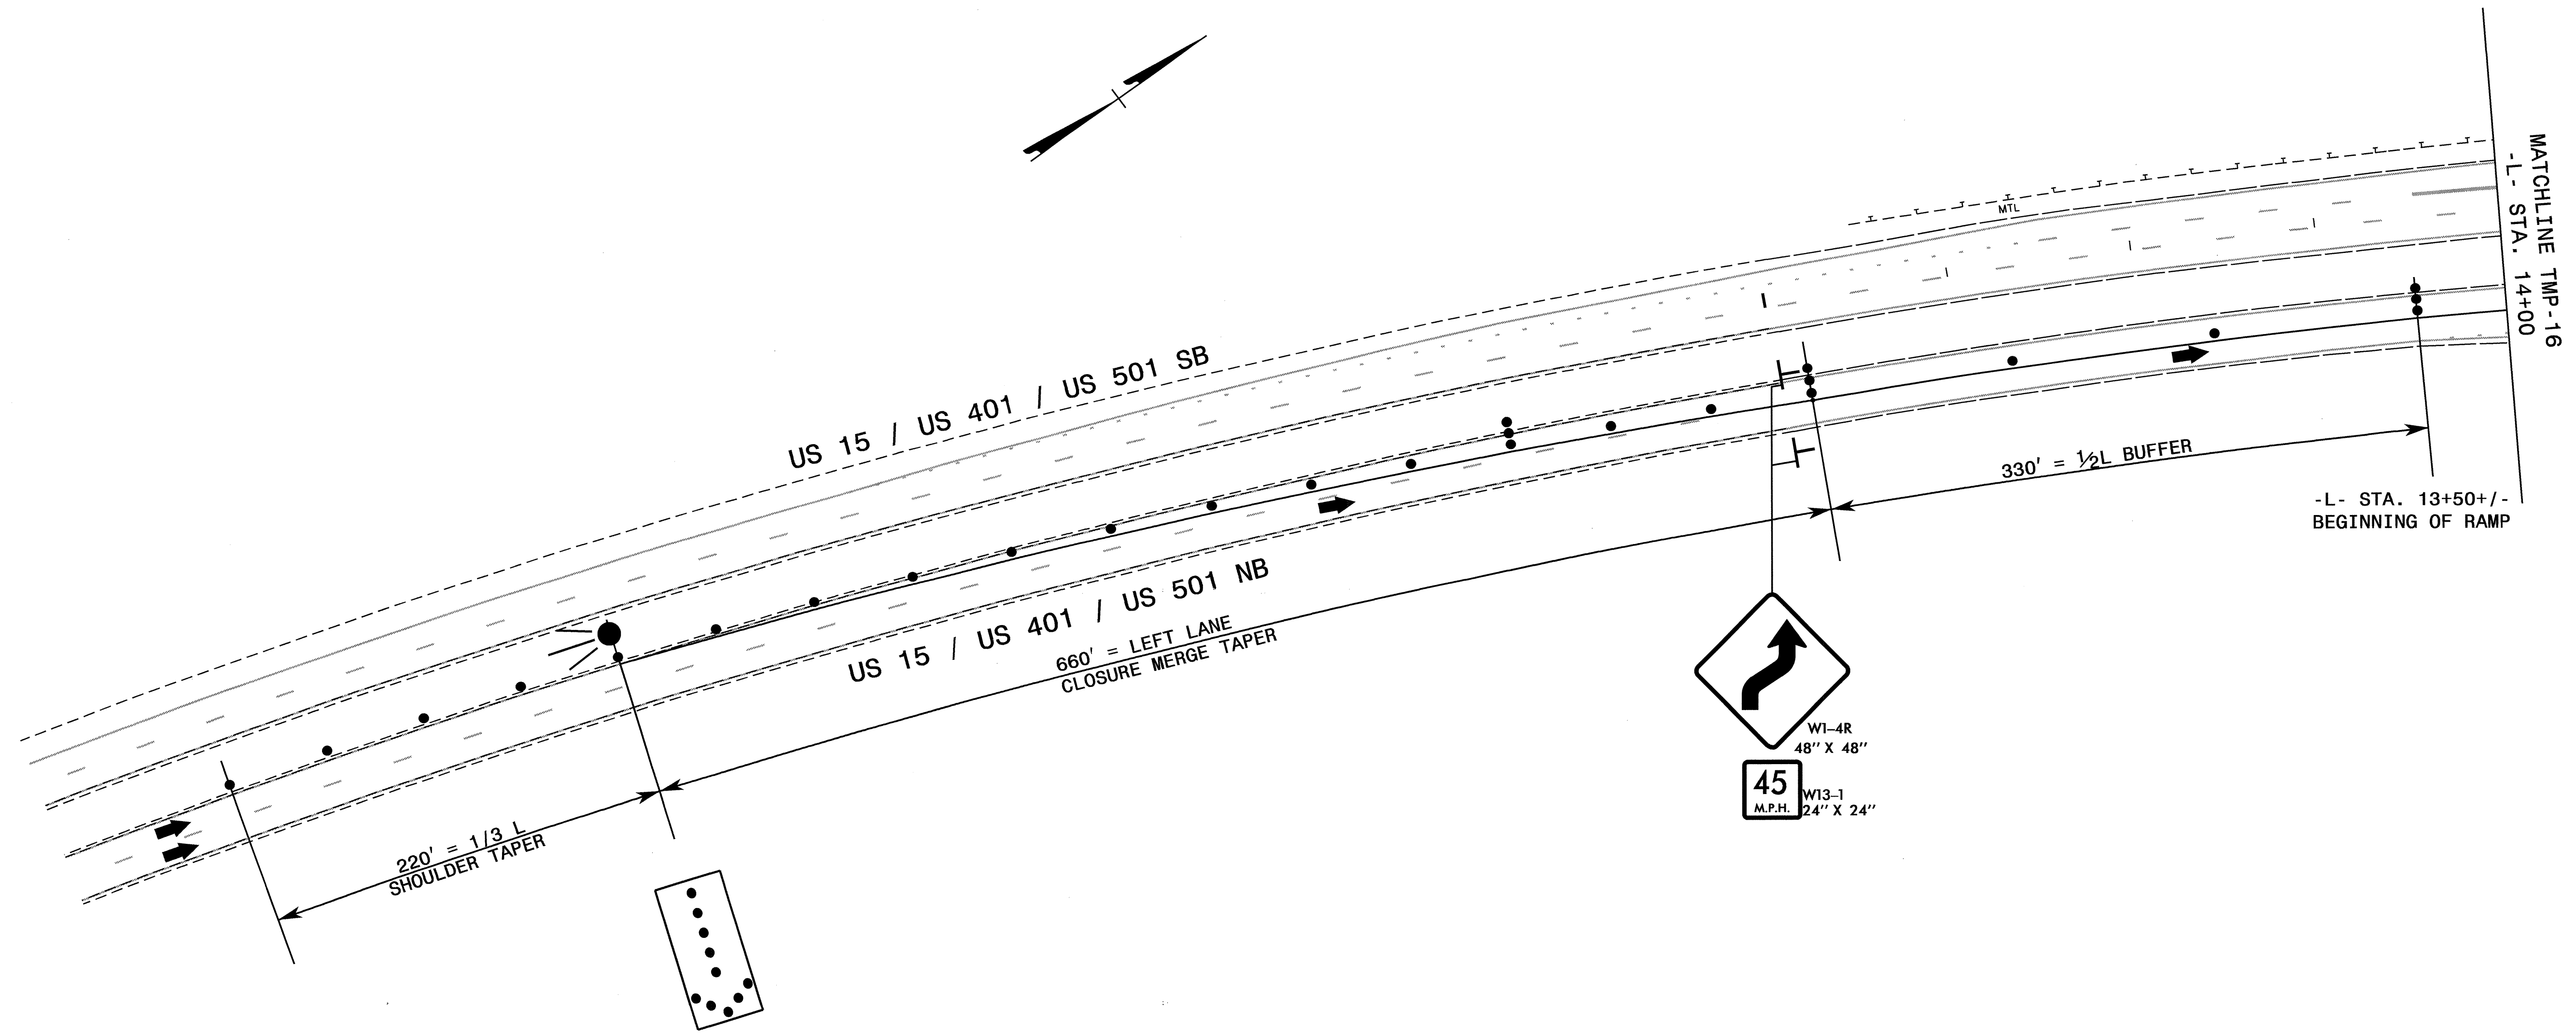 MATCHLINE TMP-16
-L- STA. 14+00
MTL
US 15 / US 401 / US 501 SB
330' = ½L BUFFER
-L- STA. 13+50+/-
BEGINNING OF RAMP
US 15 / US 401 / US 501 NB
660' = LEFT LANE
CLOSURE MERGE TAPER
W1-4R
48" X 48"
45
M.P.H.
W13-1
24" X 24"
220' = 1/3 L
SHOULDER TAPER